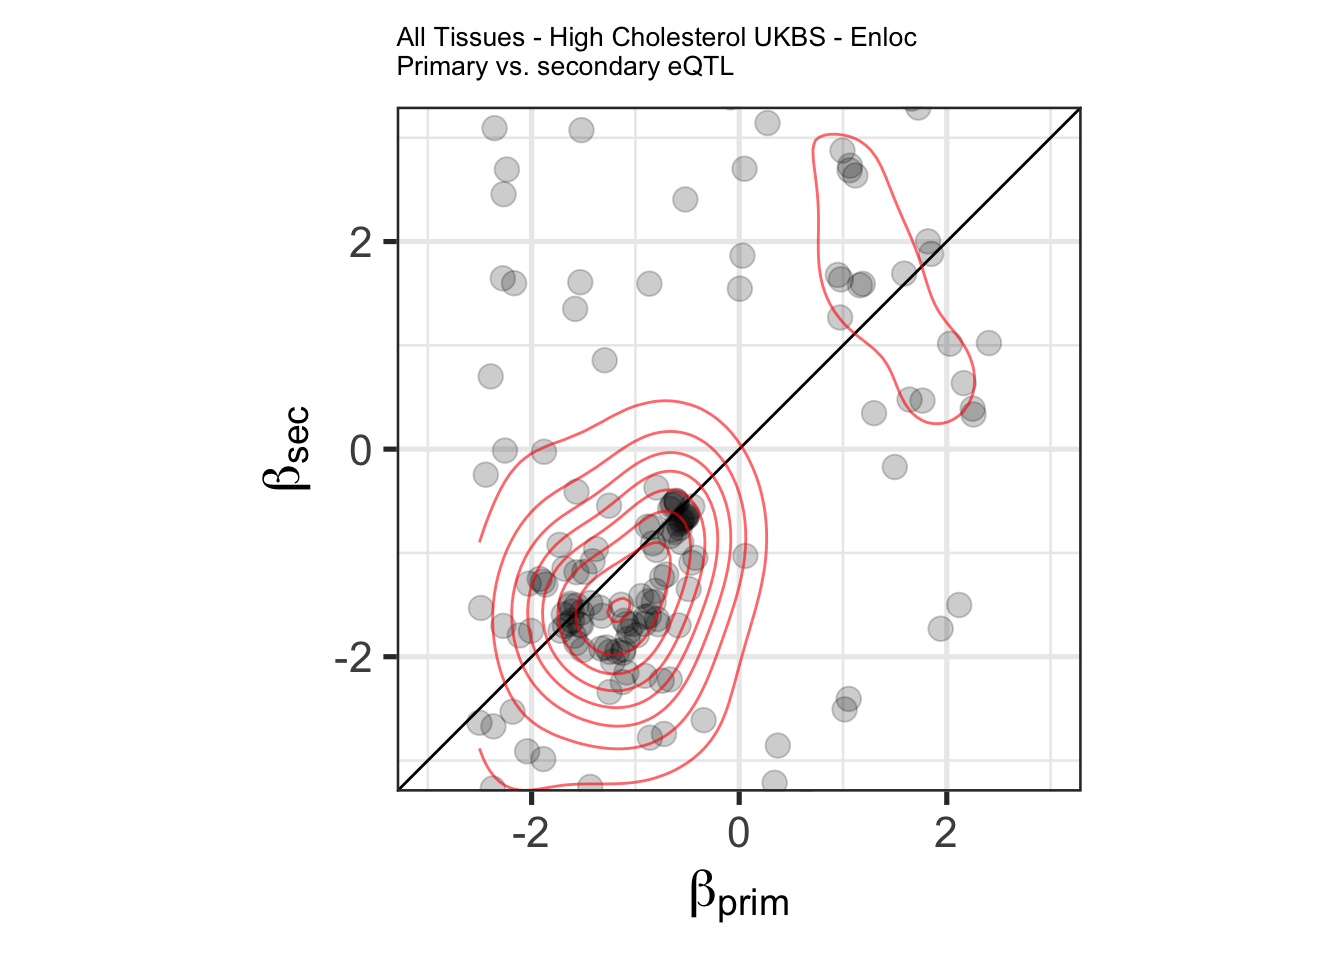 All Tissues - High Cholesterol UKBS - Enloc
Primary vs. secondary eQTL
βsec
2
0
-2
-2 0 2
βprim